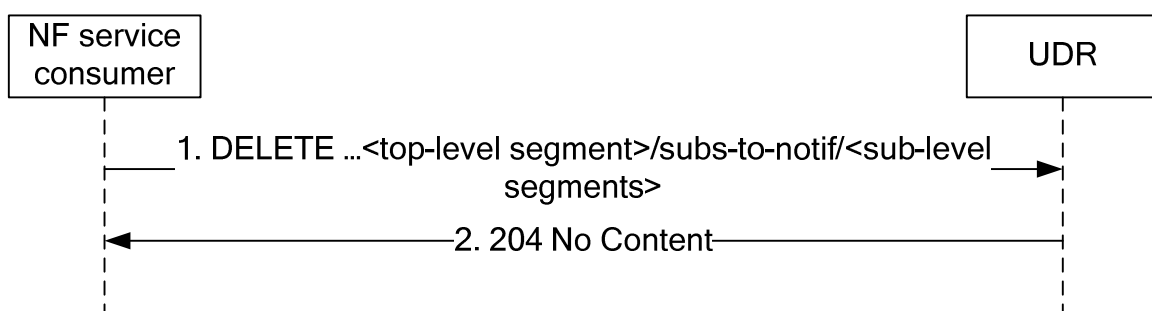 NF service
consumer
UDR
1. DELETE ...<top-level segment>/subs-to-notif/<sub-level
segments>
2. 204 No Content